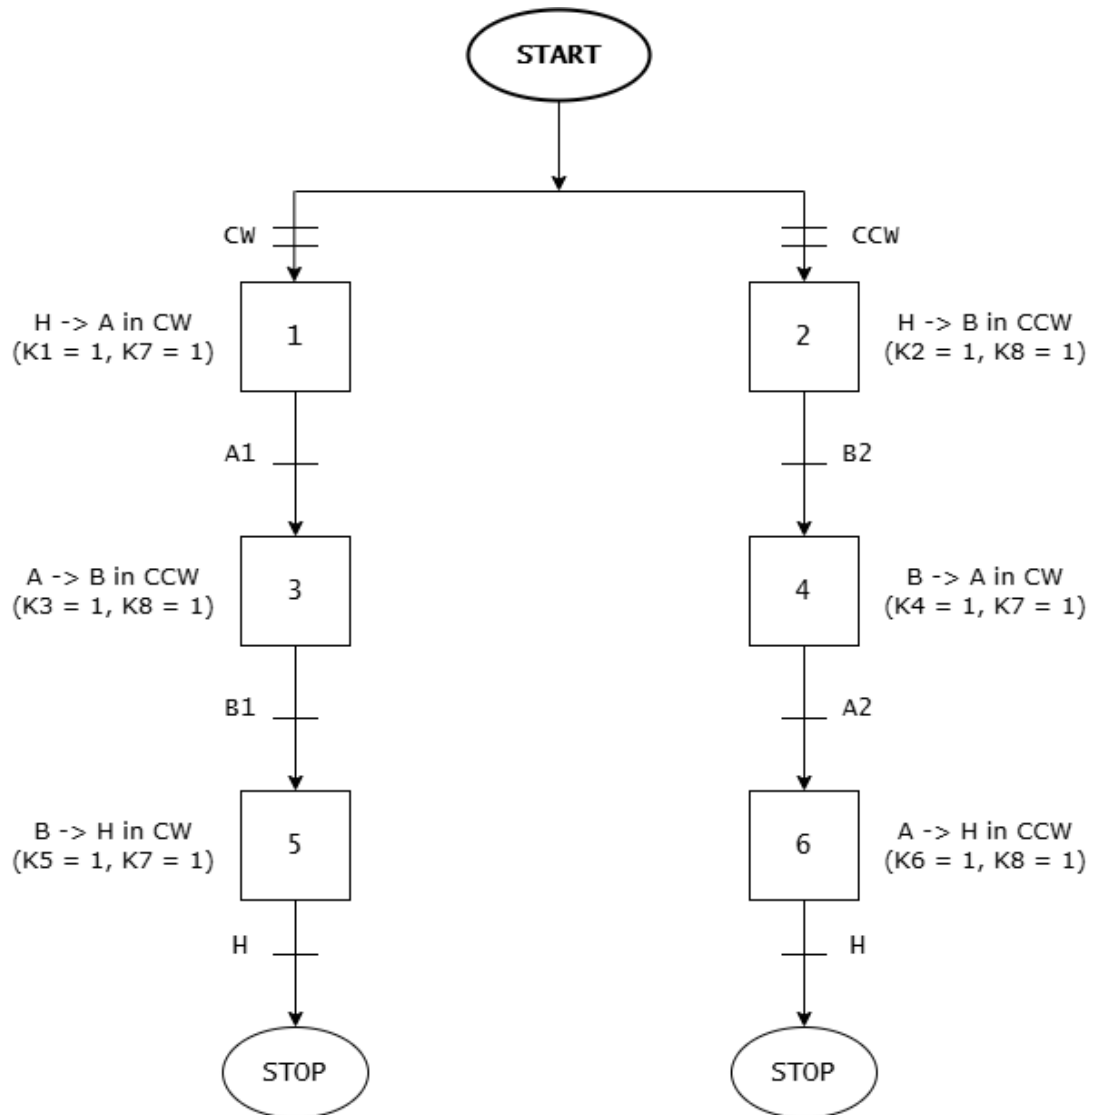 START
CW
CCW
H -> A in CW
(K1 = 1, K7 = 1)
1
2
H -> B in CCW
(K2 = 1, K8 = 1)
A1
B2
A -> B in CCW
(K3 = 1, K8 = 1)
3
4
B -> A in CW
(K4 = 1, K7 = 1)
B1
A2
B -> H in CW
(K5 = 1, K7 = 1)
5
6
A -> H in CCW
(K6 = 1, K8 = 1)
H
H
STOP
STOP